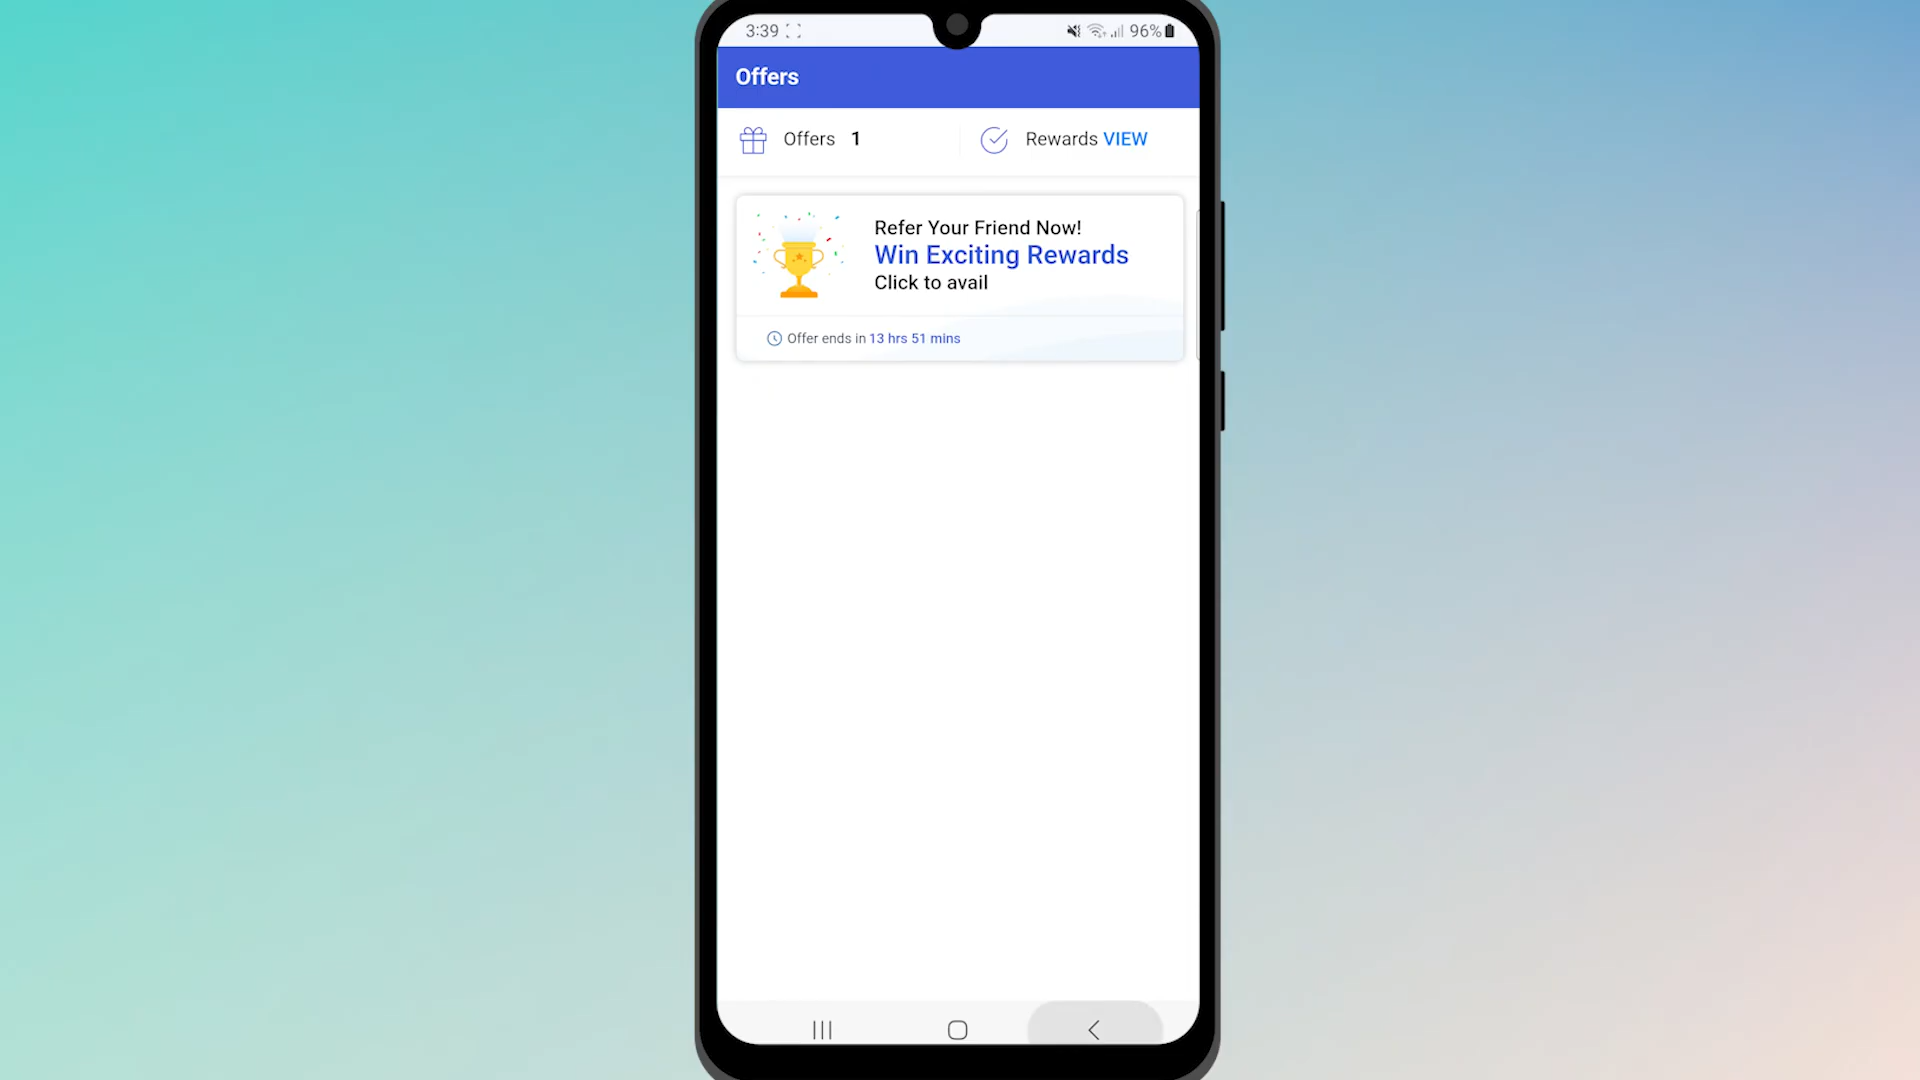 3:39 96%
Offers
Offers 1
Rewards VIEW
Refer Your Friend Now!
Win Exciting Rewards
Click to avail
Offer ends in 13 hrs 51 mins